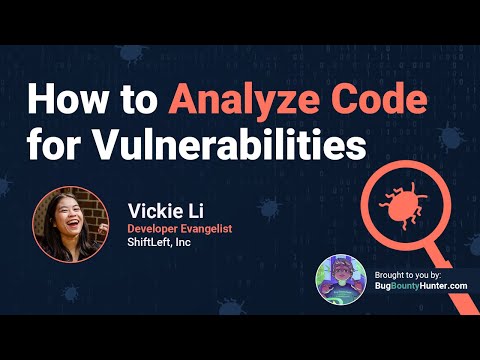 How to Analyze Code
for Vulnerabilities
Vickie Li
Developer Evangelist
ShiftLeft, Inc
Brought to you by:
BugBountyHunter.com